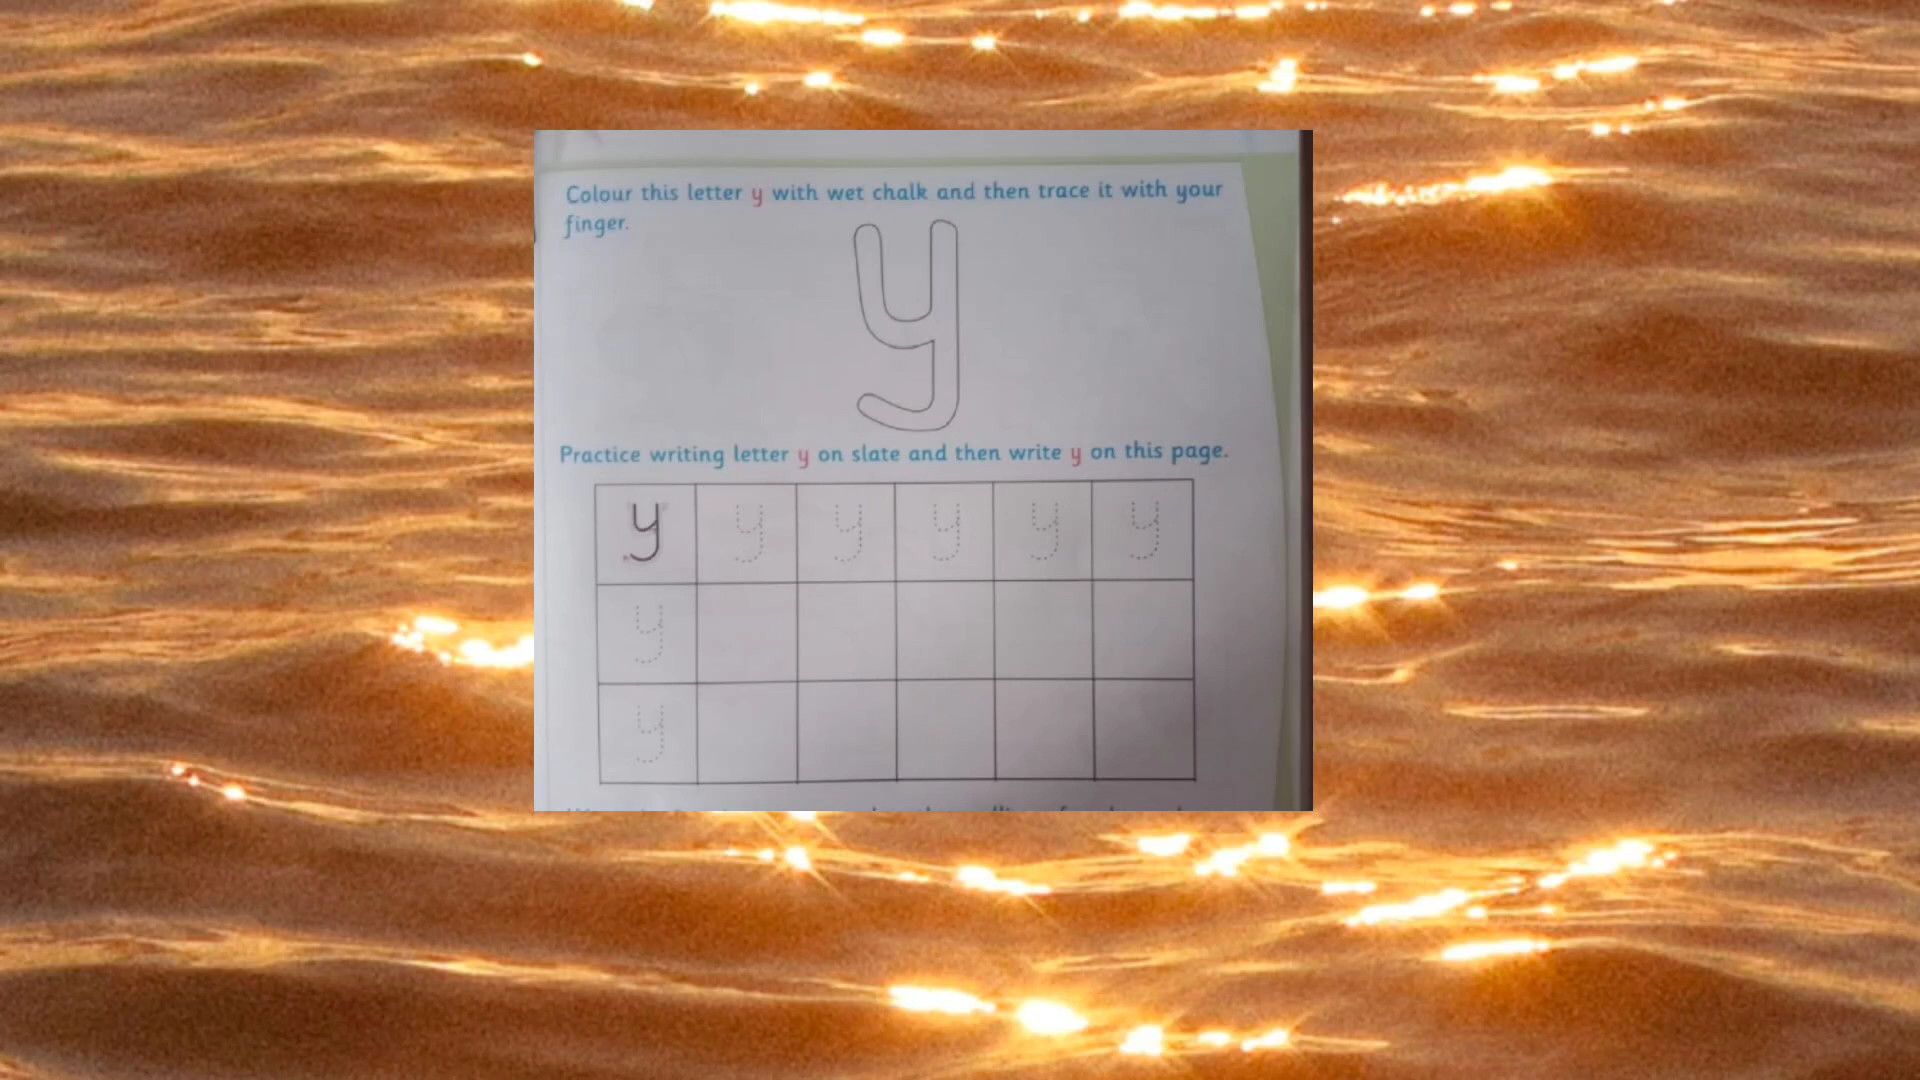 Colour this letter y with wet chalk and then trace it with your
finger.
y
Practice writing letter y on slate and then write y on this page.
y y y y y y
y
y